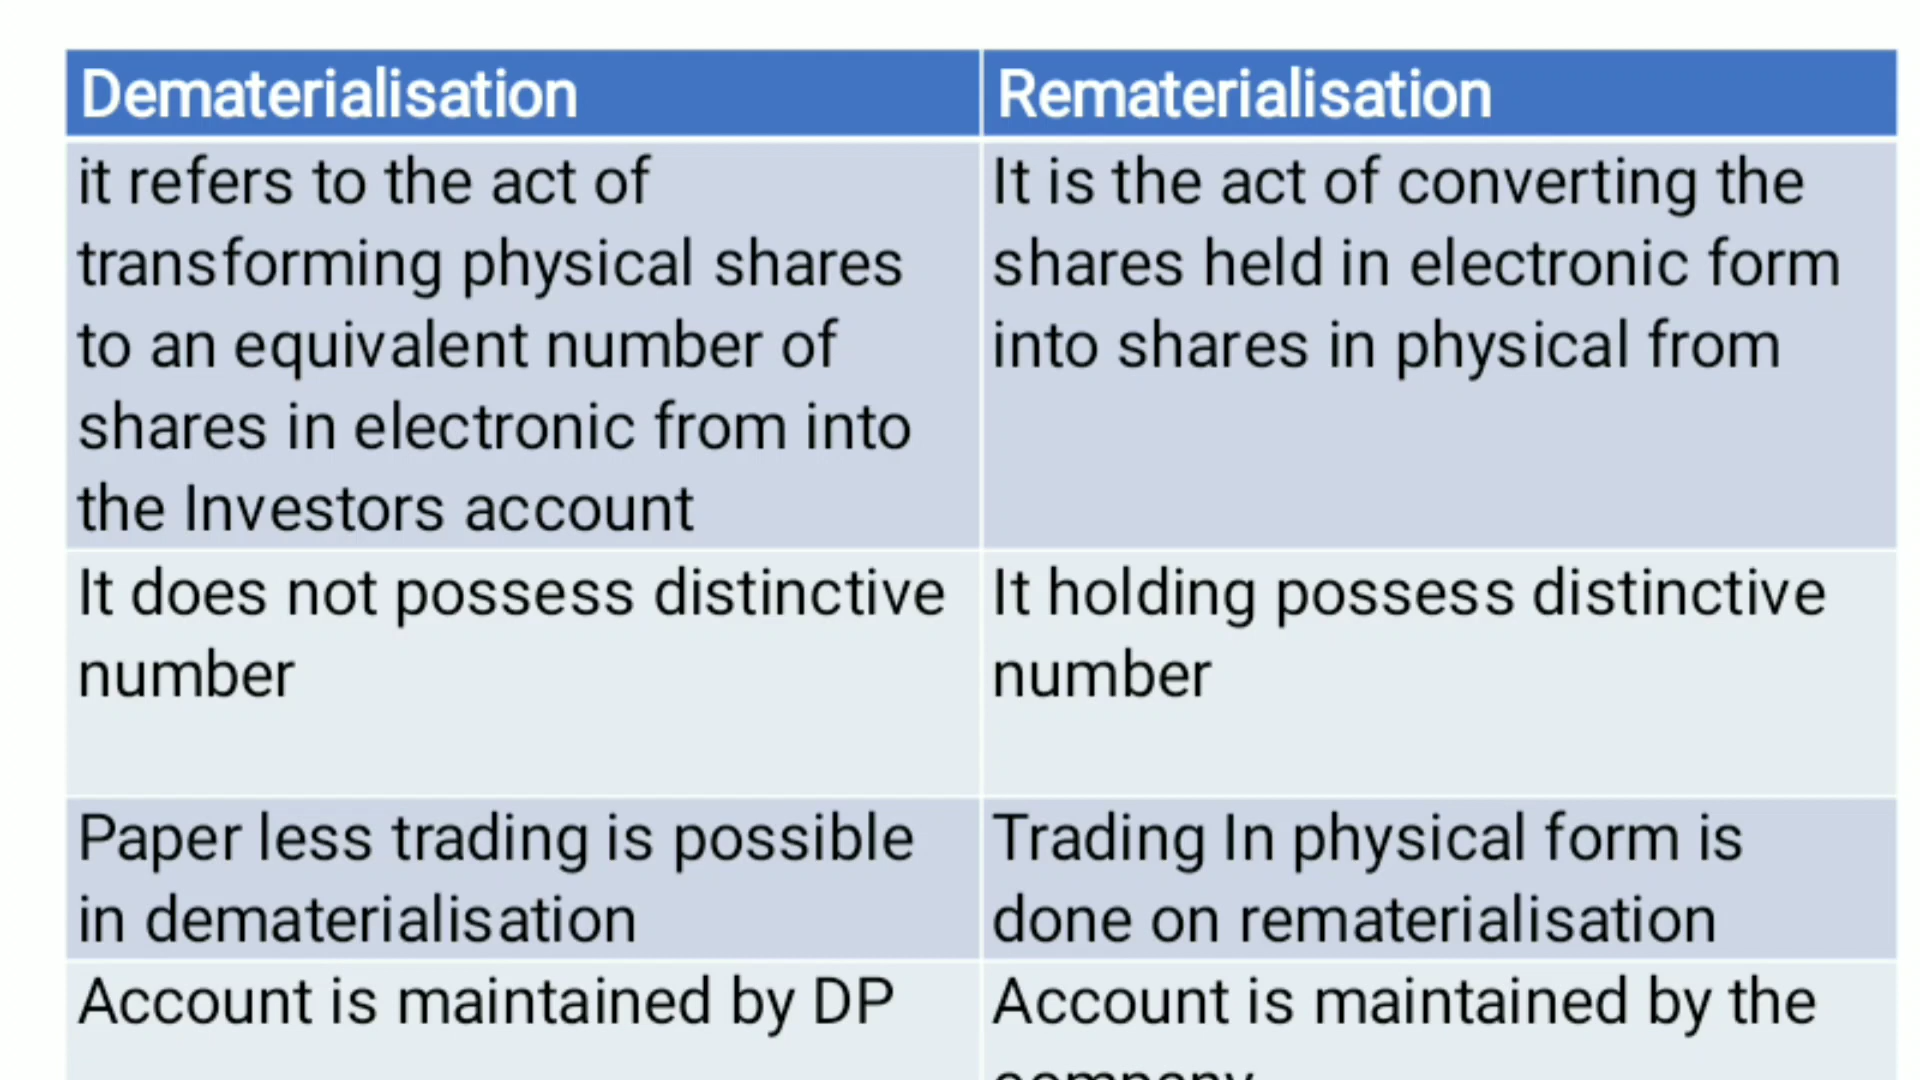 Dematerialisation
Rematerialisation
it refers to the act of
transforming physical shares
to an equivalent number of
shares in electronic from into
the Investors account
It is the act of converting the
shares held in electronic form
into shares in physical from
It does not possess distinctive
number
It holding possess distinctive
number
Paper less trading is possible
in dematerialisation
Trading In physical form is
done on rematerialisation
Account is maintained by DP
Account is maintained by the
company